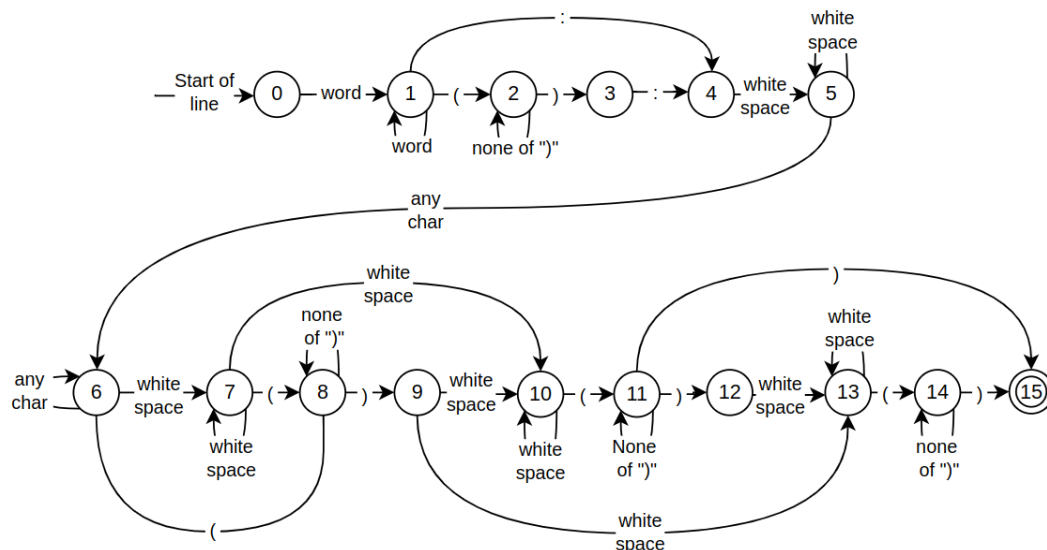 :
white
space
Start of
line
0
word
1
(
2
)
3
:
4
white
space
5
word
none of ")"
any
char
white
space
)
none
of ")"
white
space
any
char
6
white
space
7
(
8
)
9
white
space
10
(
11
)
12
white
space
13
(
14
)
15
white
space
white
space
None
of ")"
none
of ")"
(
white
space